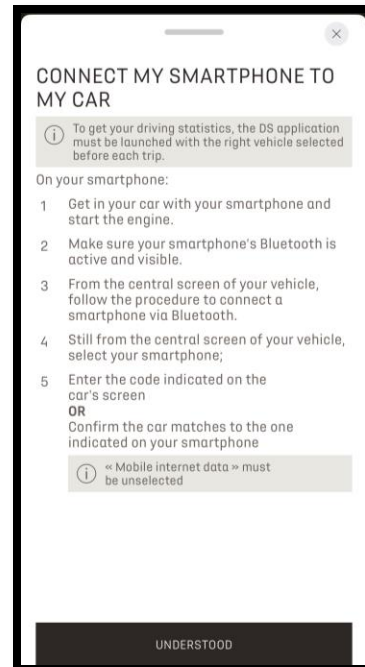 CONNECT MY SMARTPHONE TO
MY CAR
To get your driving statistics, the DS application
must be launched with the right vehicle selected
before each trip.
On your smartphone:
1 Get in your car with your smartphone and
start the engine.
2 Make sure your smartphone's Bluetooth is
active and visible.
3 From the central screen of your vehicle,
follow the procedure to connect a
smartphone via Bluetooth.
4 Still from the central screen of your vehicle,
select your smartphone;
5 Enter the code indicated on the
car's screen
OR
Confirm the car matches to the one
indicated on your smartphone
« Mobile internet data » must
be unselected
UNDERSTOOD